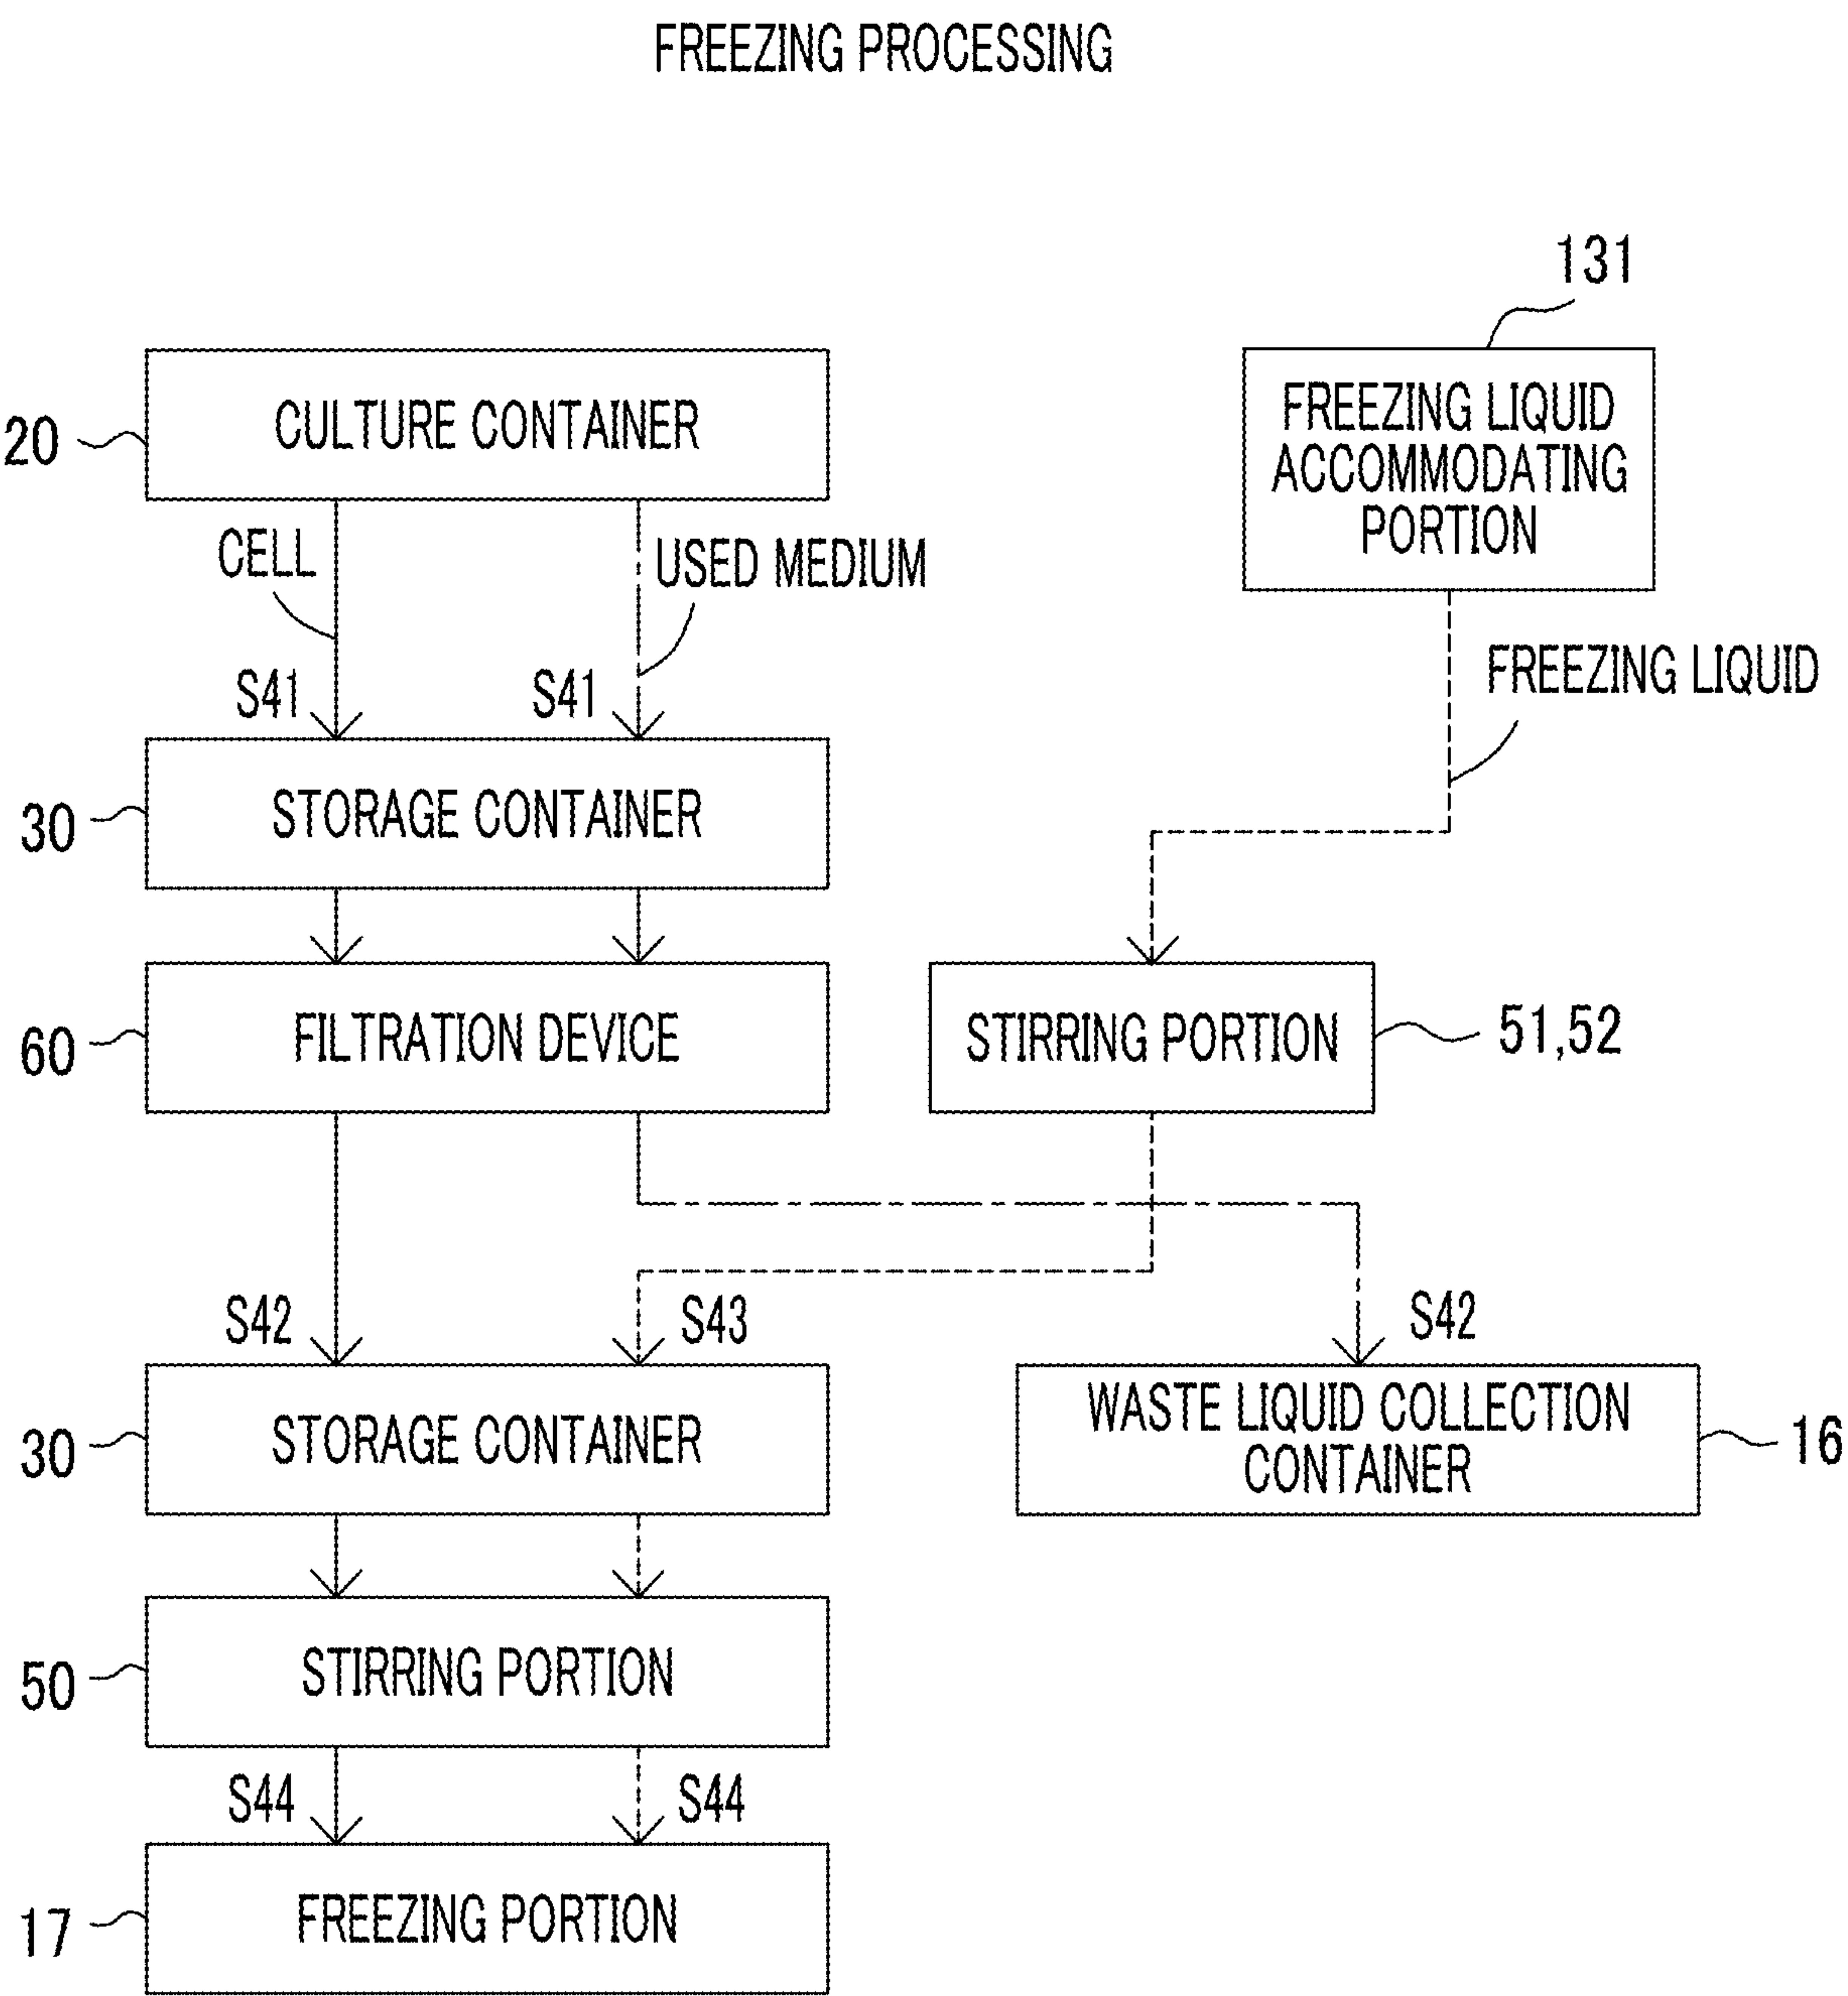 FREEZING PROCESSING
131
CULTURE CONTAINER
20
FREEZING LIQUID
ACCOMMODATING
PORTION
CELL
USED MEDIUM
FREEZING LIQUID
S41
S41
STORAGE CONTAINER
30
FILTRATION DEVICE
60
STIRRING PORTION
51,52
S42
S43
S42
STORAGE CONTAINER
30
WASTE LIQUID COLLECTION
CONTAINER
16
STIRRING PORTION
50
S44
S44
FREEZING PORTION
17